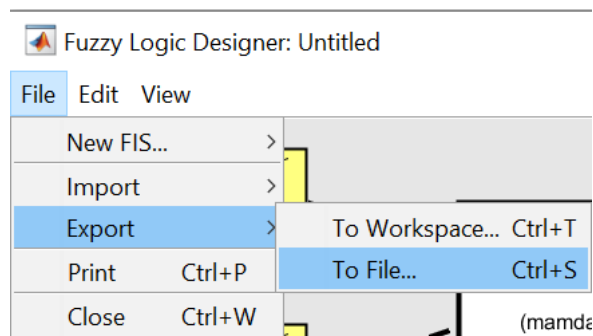 Fuzzy Logic Designer: Untitled
File Edit View
New FIS... >
Import >
Export >
To Workspace... Ctrl+T
Print Ctrl+P
To File... Ctrl+S
Close Ctrl+W
(mamda